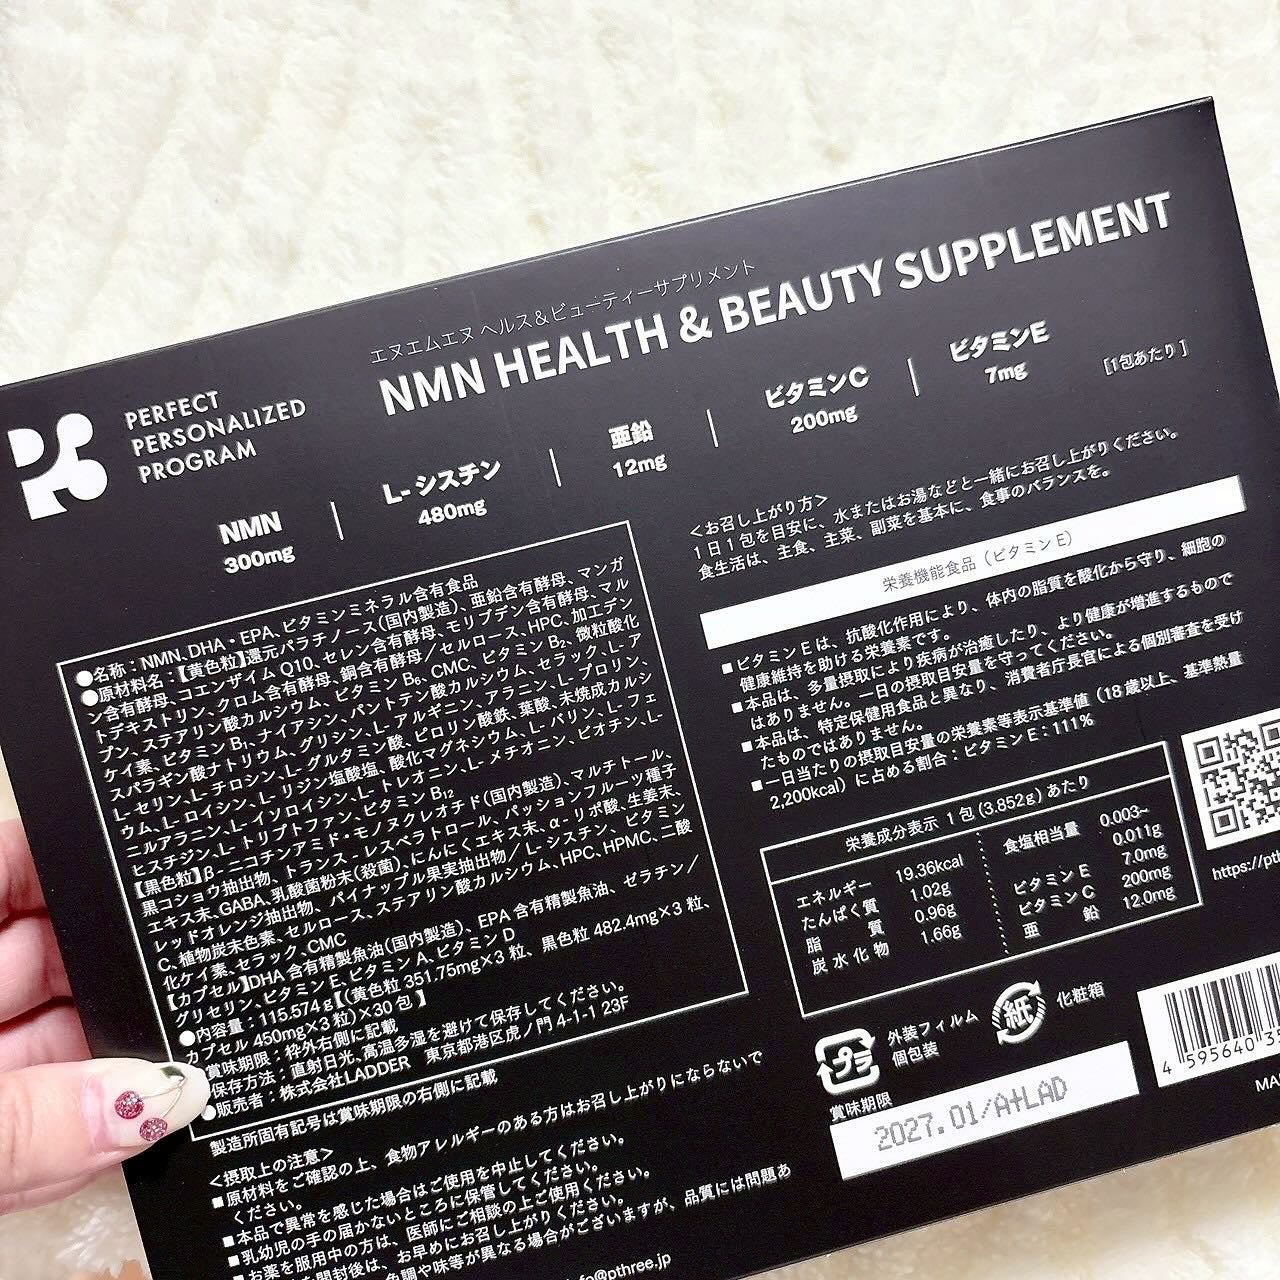 エヌエムエヌ ヘルス＆ビューティーサプリメント
NMN HEALTH & BEAUTY SUPPLEMENT
P3
PERFECT
PERSONALIZED
PROGRAM
NMN
300mg
L-シスチン
480mg
亜鉛
12mg
ビタミンC
200mg
ビタミンE
7mg
[1包あたり]
●名称：NMN、DHA・EPA、ビタミンミネラル含有食品
●原材料名：【黄色粒】還元パラチノース（国内製造）、亜鉛含有酵母、マンガ
ン含有酵母、コエンザイムQ10、セレン含有酵母、モリブデン含有酵母、マル
トデキストリン、クロム含有酵母、銅含有酵母／セルロース、HPC、加工デン
プン、ステアリン酸カルシウム、ビタミンB₆、CMC、ビタミンB₂、微粒酸化
ケイ素、ビタミンB₁、ナイアシン、パントテン酸カルシウム、セラック、L-ア
スパラギン酸ナトリウム、グリシン、L-アルギニン、アラニン、L-プロリン、
L-セリン、L-チロシン、L-グルタミン酸、ピロリン酸鉄、葉酸、未焼成カルシ
ウム、L-ロイシン、L-リジン塩酸塩、酸化マグネシウム、L-バリン、L-フェ
ニルアラニン、L-イソロイシン、L-トレオニン、L-メチオニン、ビオチン、L-
ヒスチジン、L-トリプトファン、ビタミンB₁₂
【黒色粒】β-ニコチンアミド・モノヌクレオチド（国内製造）、マルチトール、
黒コショウ抽出物、トランス-レスベラトロール、パッションフルーツ種子
エキス末、GABA、乳酸菌粉末（殺菌）、にんにくエキス末、α-リポ酸、生姜末、
レッドオレンジ抽出物、パイナップル果実抽出物／L-シスチン、ビタミン
C、植物炭末色素、セルロース、ステアリン酸カルシウム、HPC、HPMC、二酸
化ケイ素、セラック、CMC
【カプセル】DHA含有精製魚油（国内製造）、EPA含有精製魚油、ゼラチン／
グリセリン、ビタミンE、ビタミンA、ビタミンD
●内容量：115.574g【（黄色粒 351.75mg×3粒、黒色粒 482.4mg×3粒、
カプセル 450mg×3粒）×30包】
●賞味期限：枠外右側に記載
●保存方法：直射日光、高温多湿を避けて保存してください。
●販売者：株式会社LADDER 東京都港区虎ノ門 4-1-1 23F
製造所固有記号は賞味期限の右側に記載
＜摂取上の注意＞
■原材料をご確認の上、食物アレルギーのある方はお召し上がりにならないで
ください。
■本品で異常を感じた場合はご使用を中止してください。
■乳幼児の手の届かないところに保管してください。
■お薬を服用中の方は、医師にご相談の上ご使用ください。
開封後は、お早めにお召し上がりください。
色調や味等が異なる場合がございますが、品質には問題あ
info@pthree.jp
＜お召し上がり方＞
1日1包を目安に、水またはお湯などと一緒にお召し上がりください。
食生活は、主食、主菜、副菜を基本に、食事のバランスを。
栄養機能食品（ビタミンE）
■ビタミンEは、抗酸化作用により、体内の脂質を酸化から守り、細胞の
健康維持を助ける栄養素です。
■本品は、多量摂取により疾病が治癒したり、より健康が増進するもので
はありません。一日の摂取目安量を守ってください。
■本品は、特定保健用食品と異なり、消費者庁長官による個別審査を受け
たものではありません。
■一日当たりの摂取目安量の栄養素等表示基準値（18歳以上、基準熱量
2,200kcal）に占める割合：ビタミンE：111%
栄養成分表示 1包(3.852g)あたり
エネルギー 19.36kcal
たんぱく質 1.02g
脂質 0.96g
炭水化物 1.66g
食塩相当量 0.003~
0.011g
ビタミンE 7.0mg
ビタミンC 200mg
亜鉛 12.0mg
https://pth
プラ
外装フィルム
個包装
紙
化粧箱
賞味期限
2027.01/A+LAD
4 595640 35
MA